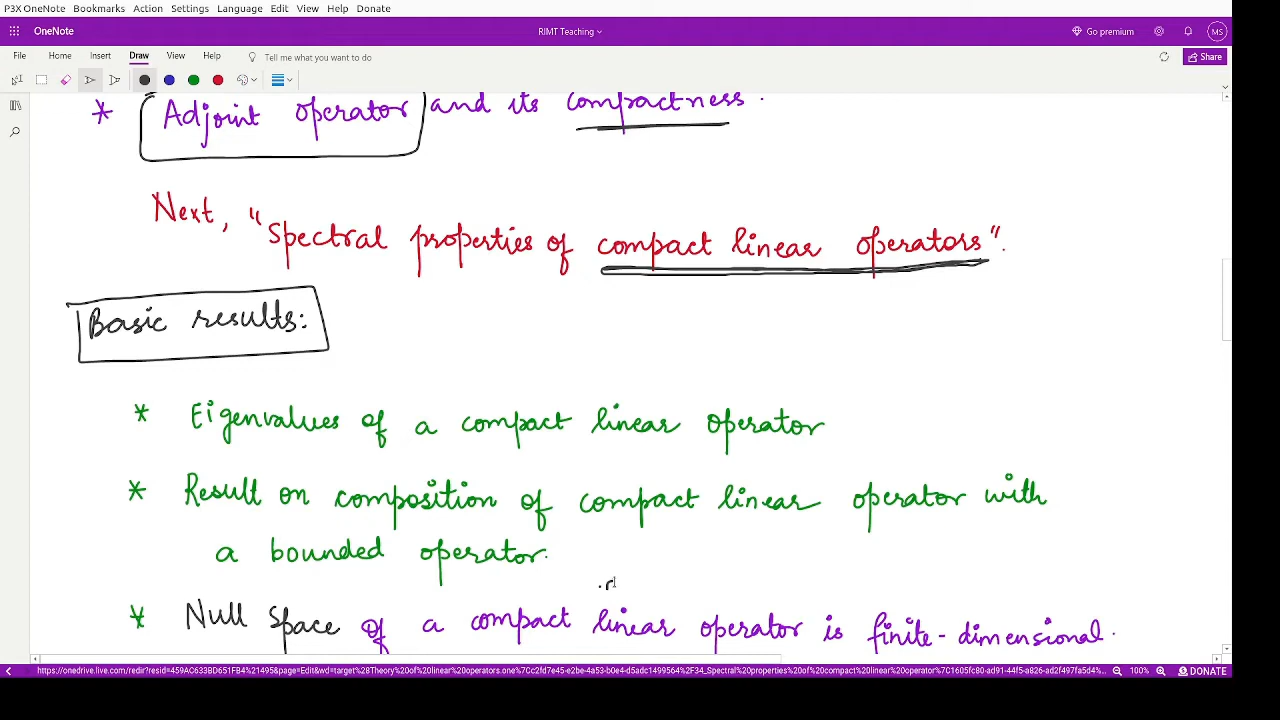 P3X OneNote Bookmarks Action Settings Language Edit View Help Donate
OneNote
RIMT Teaching
Go premium
MS
File Home Insert Draw View Help Tell me what you want to do
Share
* Adjoint operator and its compactness.
Next, "Spectral properties of compact linear operators".
Basic results:
* Eigenvalues of a compact linear operator
* Result on composition of compact linear operator with
a bounded operator.
* Null space of a compact linear operator is finite-dimensional.
100%
DONATE